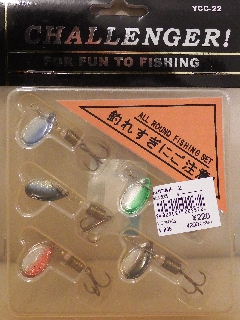 YCC-22
CHALLENGER!
FOR FUN TO FISHING
ALL ROUND FISHING SET
釣れすぎにご注意
¥220